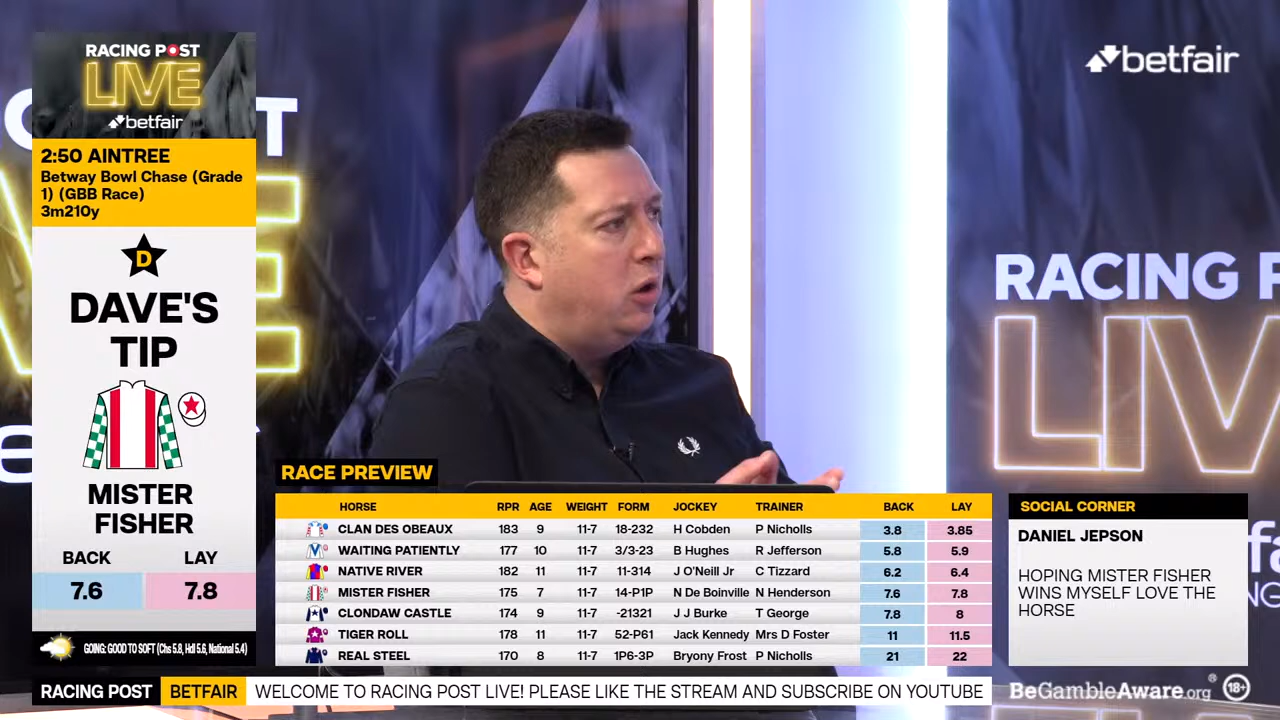 RACING POST
LIVE
betfair
2:50 AINTREE
Betway Bowl Chase (Grade
1) (GBB Race)
3m210y
D
DAVE'S
TIP
MISTER
FISHER
BACK LAY
7.6 7.8
GOING: GOOD TO SOFT (Chs 5.8, Hdl 5.6, National 5.4)
betfair
RACING P
LIV
RACE PREVIEW
HORSE RPR AGE WEIGHT FORM JOCKEY TRAINER BACK LAY
CLAN DES OBEAUX 183 9 11-7 18-232 H Cobden P Nicholls 3.8 3.85
WAITING PATIENTLY 177 10 11-7 3/3-23 B Hughes R Jefferson 5.8 5.9
NATIVE RIVER 182 11 11-7 11-314 J O'Neill Jr C Tizzard 6.2 6.4
MISTER FISHER 175 7 11-7 14-P1P N De Boinville N Henderson 7.6 7.8
CLONDAW CASTLE 174 9 11-7 -21321 J J Burke T George 7.8 8
TIGER ROLL 178 11 11-7 52-P61 Jack Kennedy Mrs D Foster 11 11.5
REAL STEEL 170 8 11-7 1P6-3P Bryony Frost P Nicholls 21 22
SOCIAL CORNER
DANIEL JEPSON
HOPING MISTER FISHER
WINS MYSELF LOVE THE
HORSE
RACING POST BETFAIR WELCOME TO RACING POST LIVE! PLEASE LIKE THE STREAM AND SUBSCRIBE ON YOUTUBE
BeGambleAware.org® 18+